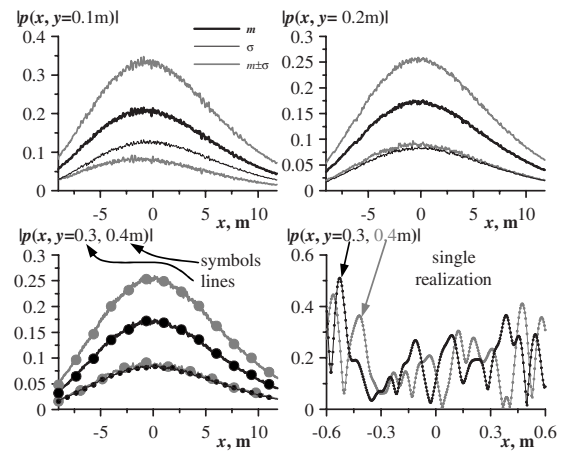 |p(x, y=0.1m)|
|p(x, y= 0.2m)|
m
σ
m±σ
0.4
0.3
0.2
0.1
0
-5
0
5
10
x, m
0.3
0.25
0.2
0.15
0.1
0.05
0
-5
0
5
10
x, m
|p(x, y=0.3, 0.4m)|
symbols
lines
0.3
0.25
0.2
0.15
0.1
0.05
0
-5
0
5
10
x, m
|p(x, y=0.3, 0.4m)|
single
realization
0.6
0.4
0.2
0
-0.6
-0.3
0
0.3
0.6
x, m